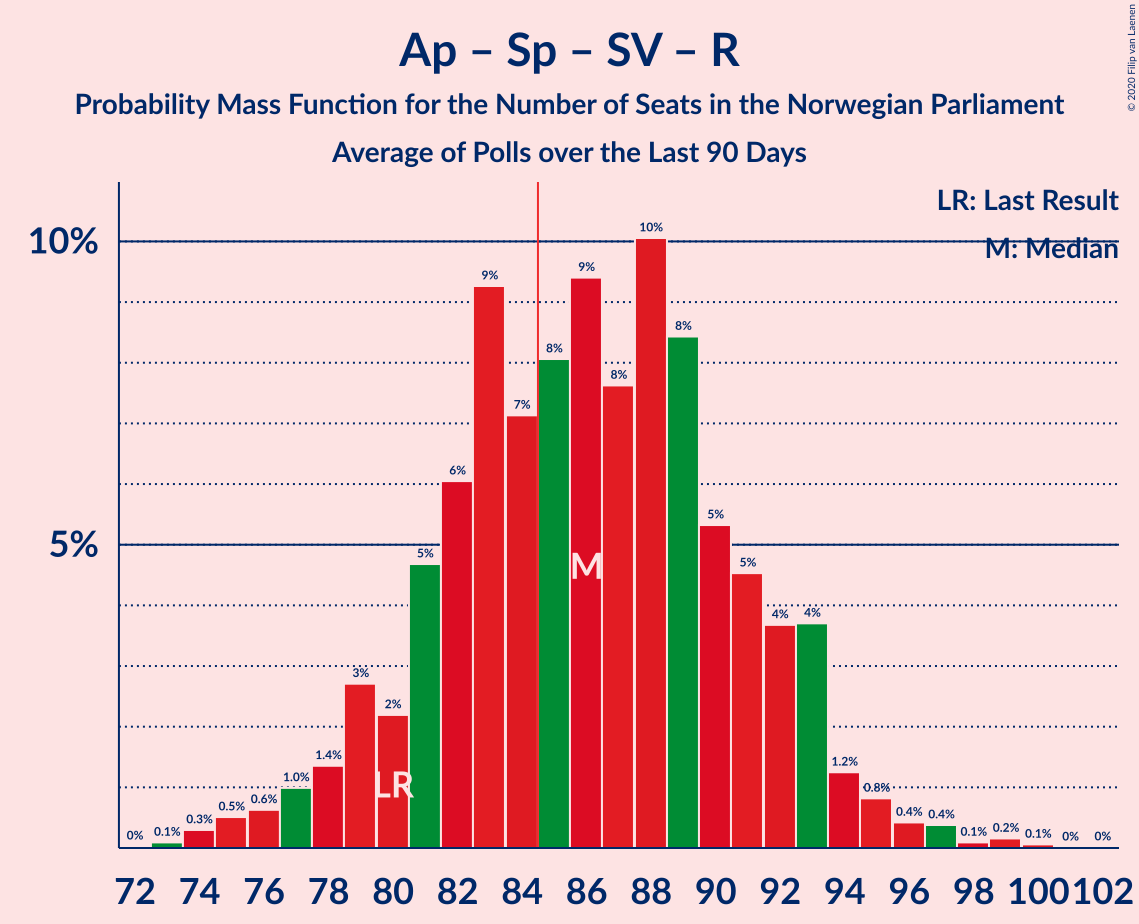 Ap – Sp – SV – R
Probability Mass Function for the Number of Seats in the Norwegian Parliament
Average of Polls over the Last 90 Days
© 2020 Filip van Laenen
LR: Last Result
M: Median
10%
5%
0% 0.1% 0.3% 0.5% 0.6% 1.0% 1.4% 3% 2% 5% 6% 9% 7% 8% 9% 8% 10% 8% 5% 5% 4% 4% 1.2% 0.8% 0.4% 0.4% 0.1% 0.2% 0.1% 0% 0%
M
LR
72 74 76 78 80 82 84 86 88 90 92 94 96 98 100 102